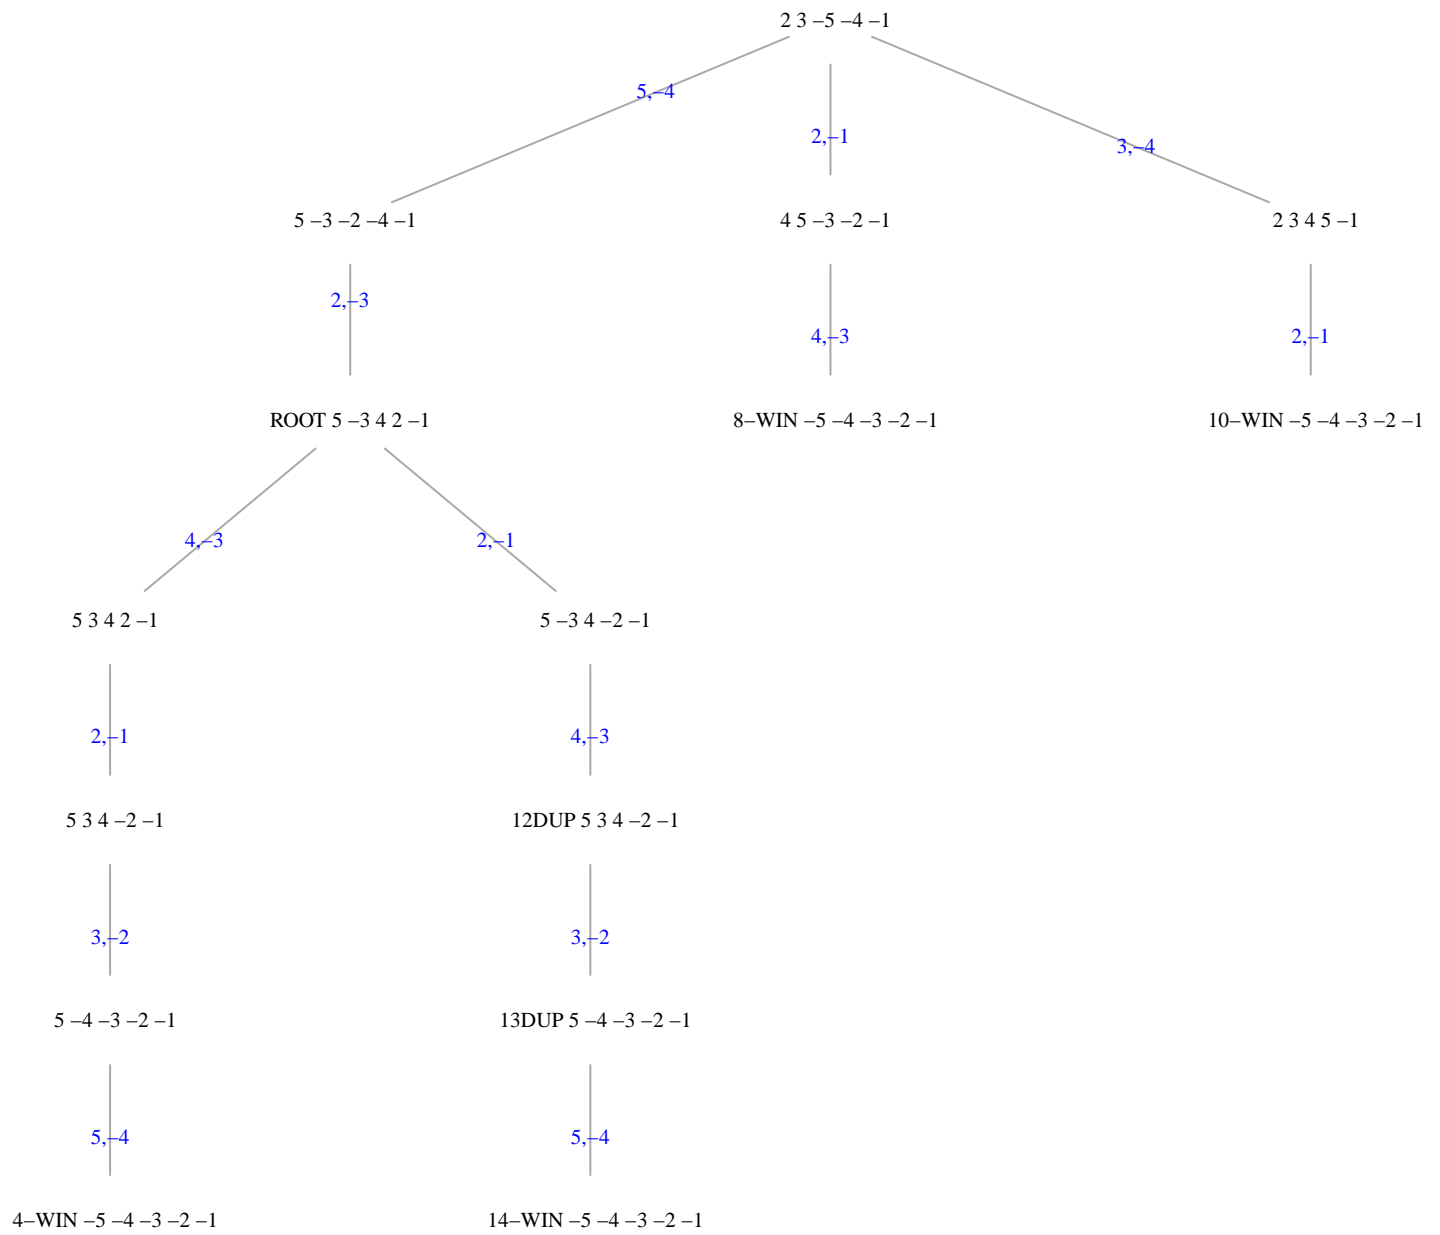 2 3 –5 –4 –1
5,–4
2,–1
3,–4
5 –3 –2 –4 –1
4 5 –3 –2 –1
2 3 4 5 –1
2,–3
4,–3
2,–1
ROOT 5 –3 4 2 –1
8–WIN –5 –4 –3 –2 –1
10–WIN –5 –4 –3 –2 –1
4,–3
2,–1
5 3 4 2 –1
5 –3 4 –2 –1
2,–1
4,–3
5 3 4 –2 –1
12DUP 5 3 4 –2 –1
3,–2
3,–2
5 –4 –3 –2 –1
13DUP 5 –4 –3 –2 –1
5,–4
5,–4
4–WIN –5 –4 –3 –2 –1
14–WIN –5 –4 –3 –2 –1